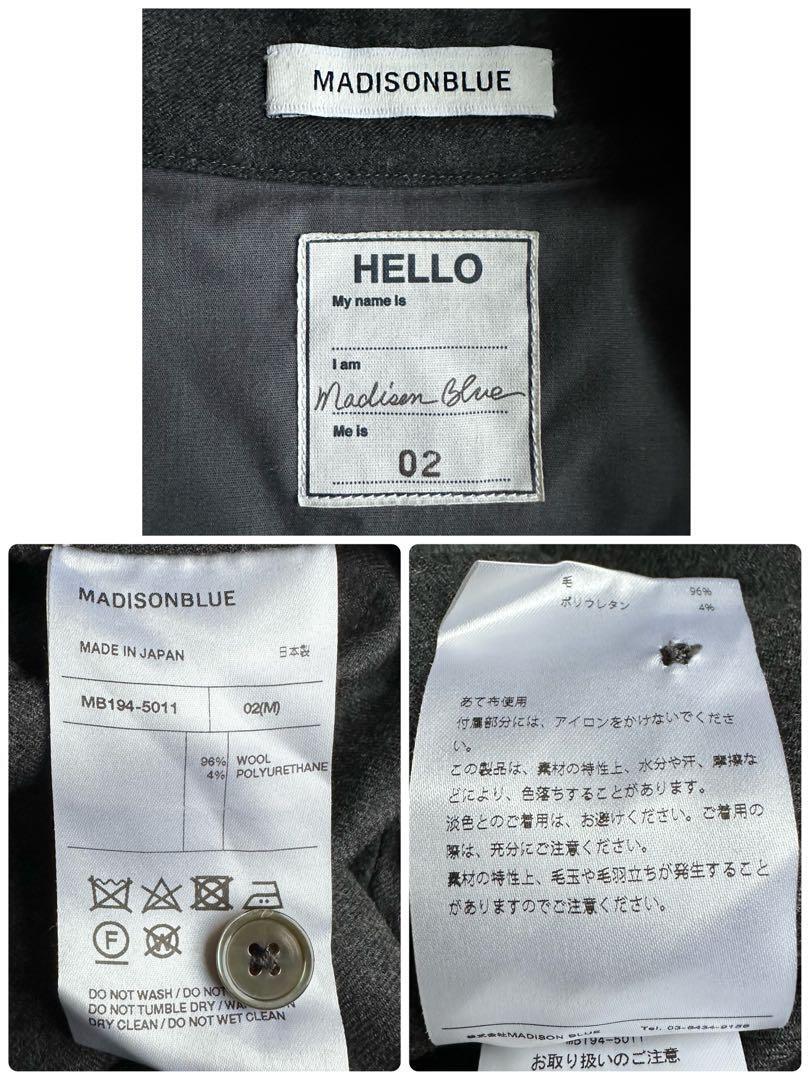 MADISONBLUE
HELLO
My name is
I am
Madison Blue
Me is
02
MADISONBLUE
MADE IN JAPAN 日本製
MB194-5011 02(M)
96% WOOL
4% POLYURETHANE
F
W
DO NOT WASH / DO NOT
DO NOT TUMBLE DRY /
DRY CLEAN / DO NOT WET CLEAN
毛 96%
ポリウレタン 4%
あて布使用
付属部分には、アイロンをかけないでくださ
い。
この製品は、素材の特性上、水分や汗、摩擦な
どにより、色落ちすることがあります。
淡色とのご着用は、お避けください。ご着用の
際は、充分にご注意ください。
素材の特性上、毛玉や毛羽立ちが発生すること
がありますのでご注意ください。
株式会社MADISON BLUE Tel. 03-6434-9156
MB194-5011
お取り扱いのご注意